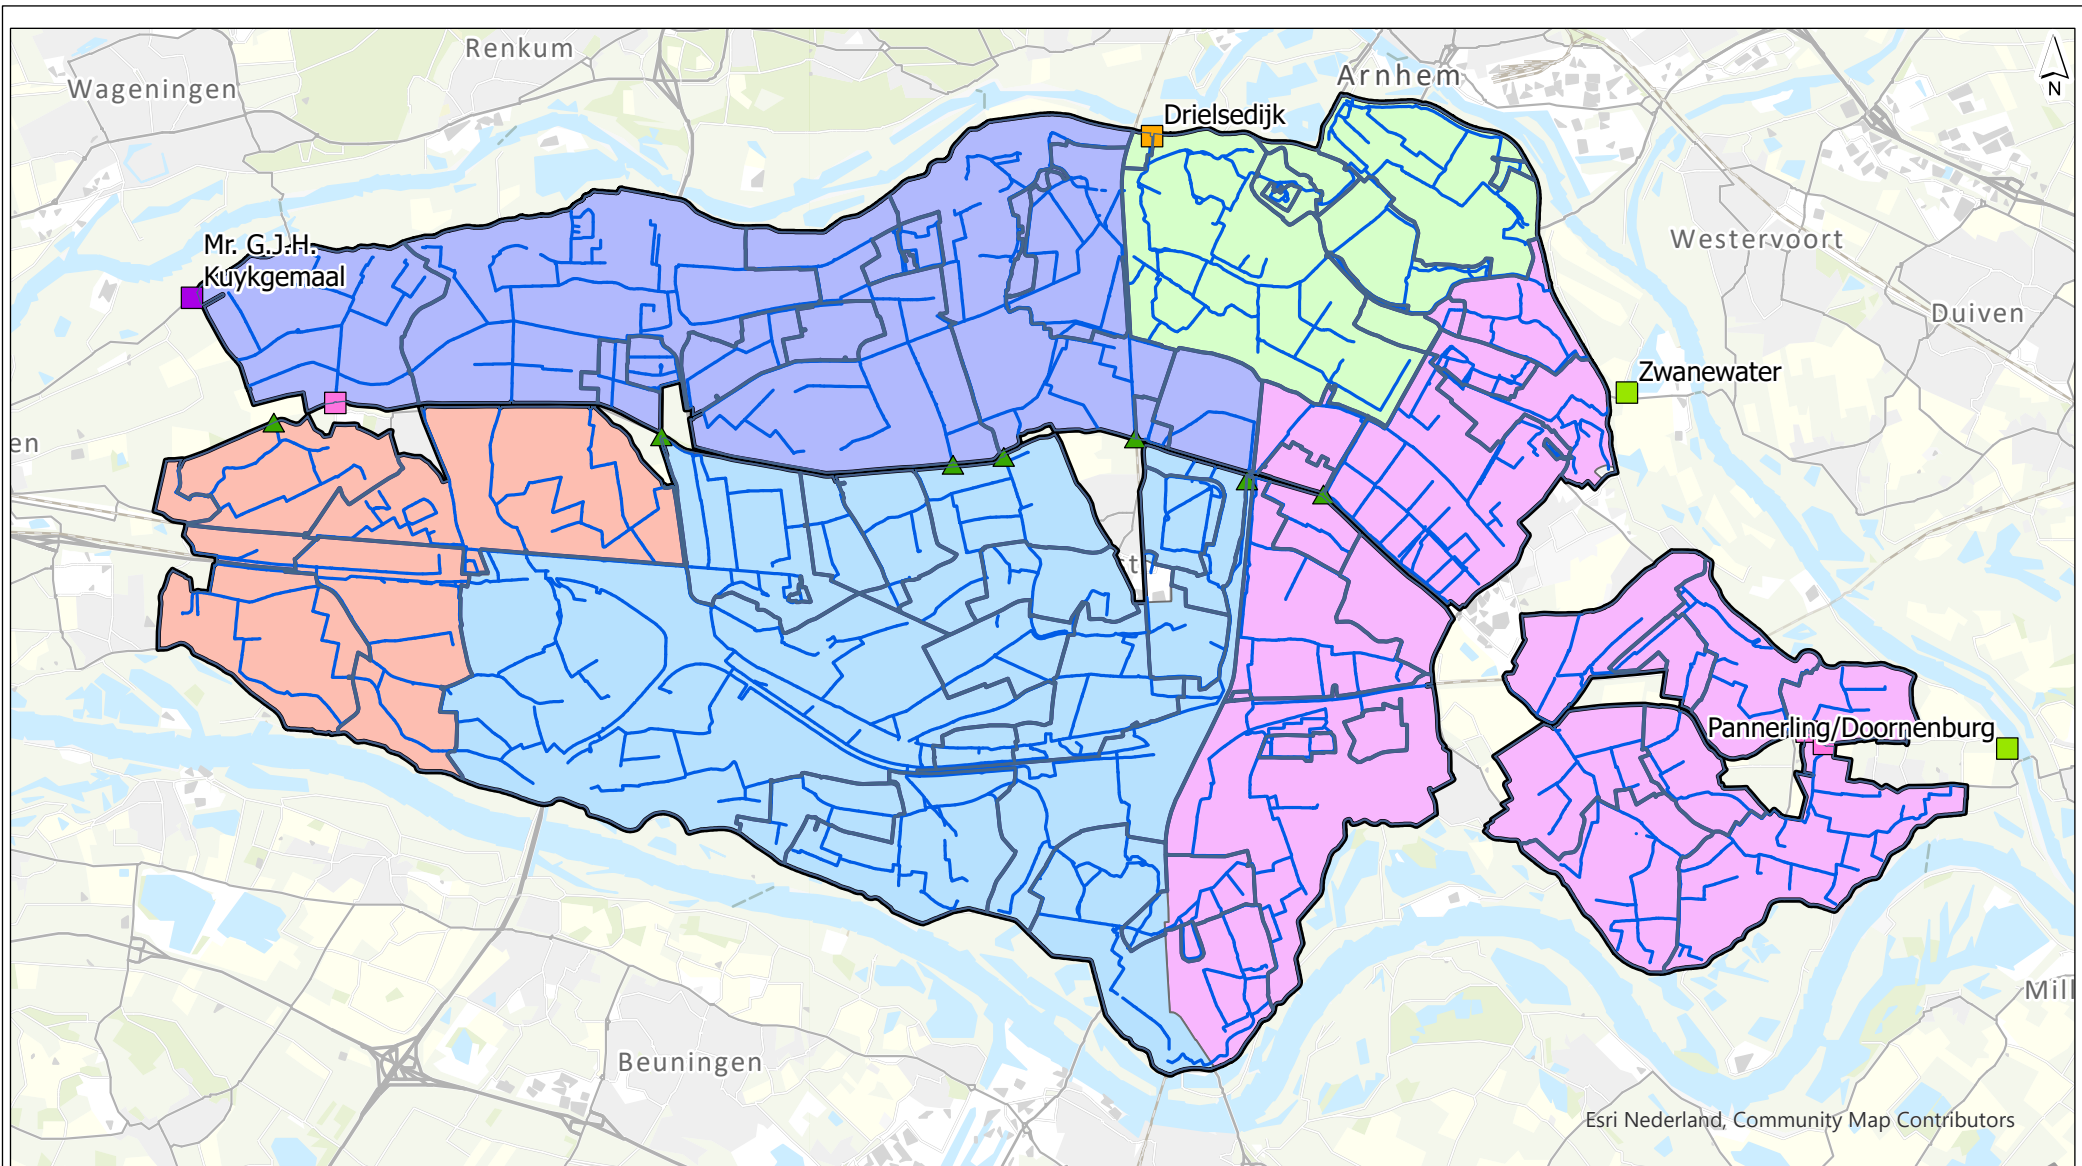 Renkum
Wageningen
Arnhem
N
Drielsedijk
Westervoort
Mr. G.J.H.
Kuykgemaal
Duiven
Zwanewater
en
st
Pannerling/Doornenburg
Mill
Beuningen
Esri Nederland, Community Map Contributors